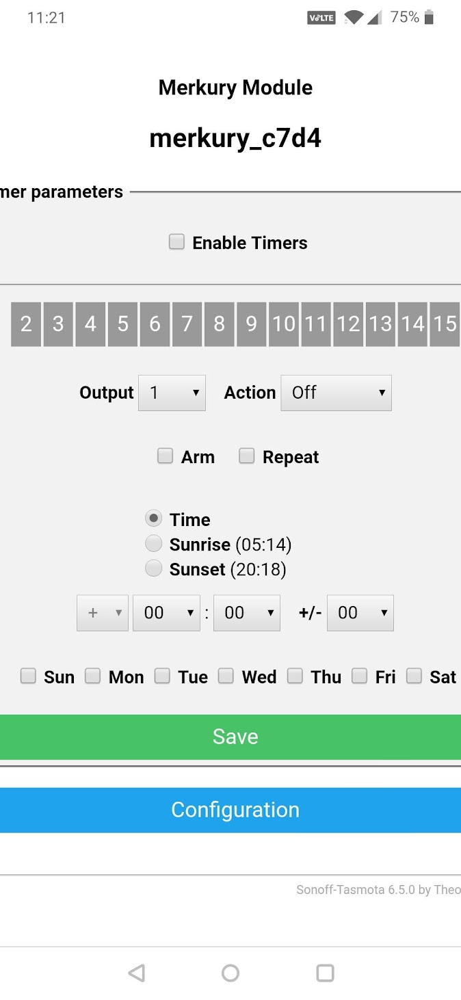 11:21 VoLTE 75%
Merkury Module
merkury_c7d4
mer parameters
Enable Timers
2 3 4 5 6 7 8 9 10 11 12 13 14 15
Output 1 Action Off
Arm Repeat
Time
Sunrise (05:14)
Sunset (20:18)
+ 00 : 00 +/- 00
Sun Mon Tue Wed Thu Fri Sat
Save
Configuration
Sonoff-Tasmota 6.5.0 by Theo